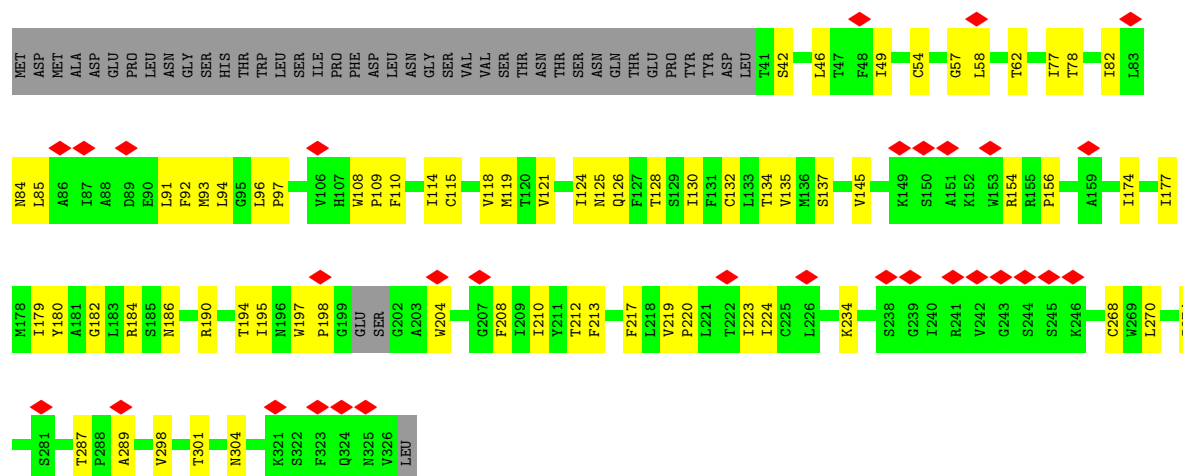 MET ASP MET ALA ASP GLU PRO LEU ASN GLY SER HIS THR TRP LEU SER ILE PRO PHE ASP LEU ASN GLY SER VAL VAL SER THR ASN THR SER ASN GLN THR GLU PRO TYR TYR ASP LEU T41 S42 L46 T47 F48 I49 C54 G57 L58 T62 I77 T78 I82 L83
N84 L85 A86 I87 A88 D89 E90 L91 F92 M93 L94 G95 L96 P97 V106 H107 W108 P109 F110 I114 C115 V118 M119 T120 V121 I124 N125 Q126 F127 T128 S129 I130 F131 C132 L133 T134 V135 M136 S137 V145 K149 S150 A151 K152 W153 R154 R155 P156 A159 I174 I177
M178 I179 Y180 A181 G182 L183 R184 S185 N186 R190 T194 I195 N196 W197 P198 G199 GLU SER G202 A203 W204 G207 F208 I209 I210 Y211 T212 F213 F217 L218 V219 P220 L221 T222 I223 I224 C225 L226 K234 S238 G239 I240 R241 V242 G243 S244 S245 K246 C268 W269 L270
S281 T287 P288 A289 V298 T301 N304 K321 S322 F323 Q324 N325 V326 LEU